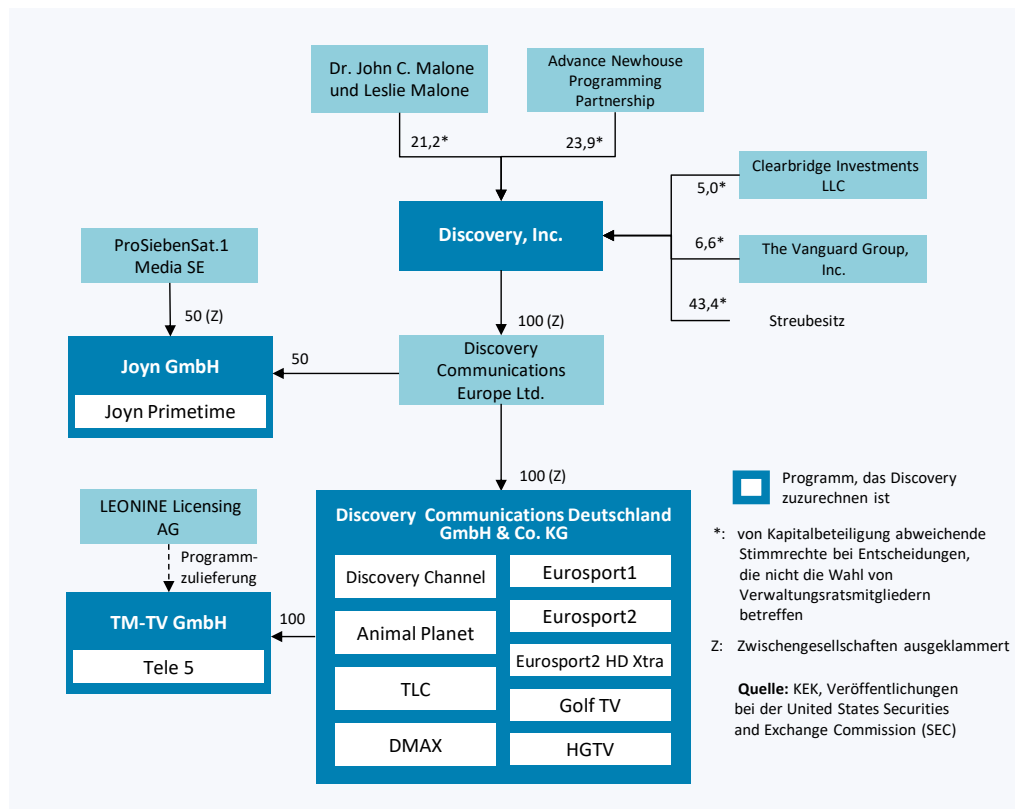 Dr. John C. Malone
und Leslie Malone
Advance Newhouse
Programming
Partnership
21,2*
23,9*
Clearbridge Investments
LLC
5,0*
Discovery, Inc.
6,6*
The Vanguard Group,
Inc.
43,4*
Streubesitz
ProSiebenSat.1
Media SE
50 (Z)
100 (Z)
Joyn GmbH
Joyn Primetime
50
Discovery
Communications
Europe Ltd.
100 (Z)
LEONINE Licensing
AG
Programm-
zulieferung
TM-TV GmbH
Tele 5
100
Discovery Communications Deutschland
GmbH & Co. KG
Discovery Channel
Animal Planet
TLC
DMAX
Eurosport1
Eurosport2
Eurosport2 HD Xtra
Golf TV
HGTV
Programm, das Discovery
zuzurechnen ist
*: von Kapitalbeteiligung abweichende
Stimmrechte bei Entscheidungen,
die nicht die Wahl von
Verwaltungsratsmitgliedern
betreffen
Z: Zwischengesellschaften ausgeklammert
Quelle: KEK, Veröffentlichungen
bei der United States Securities
and Exchange Commission (SEC)